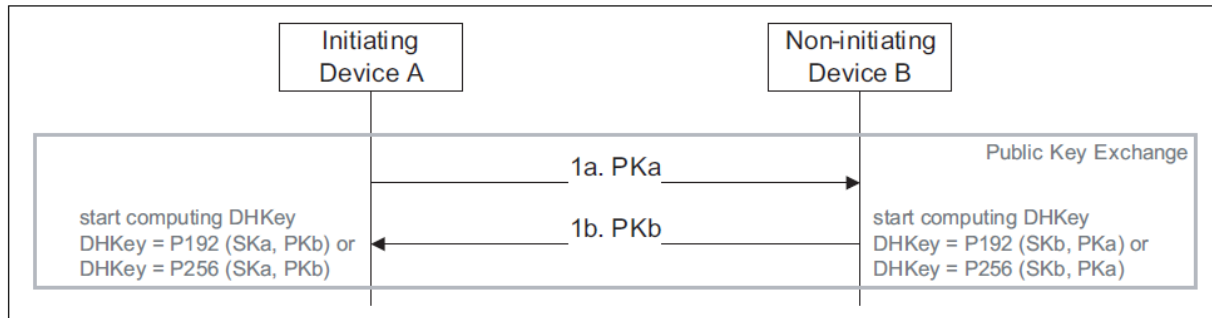 Initiating
Device A
Non-initiating
Device B
Public Key Exchange
1a. PKa
1b. PKb
start computing DHKey
DHKey = P192 (SKa, PKb) or
DHKey = P256 (SKa, PKb)
start computing DHKey
DHKey = P192 (SKb, PKa) or
DHKey = P256 (SKb, PKa)